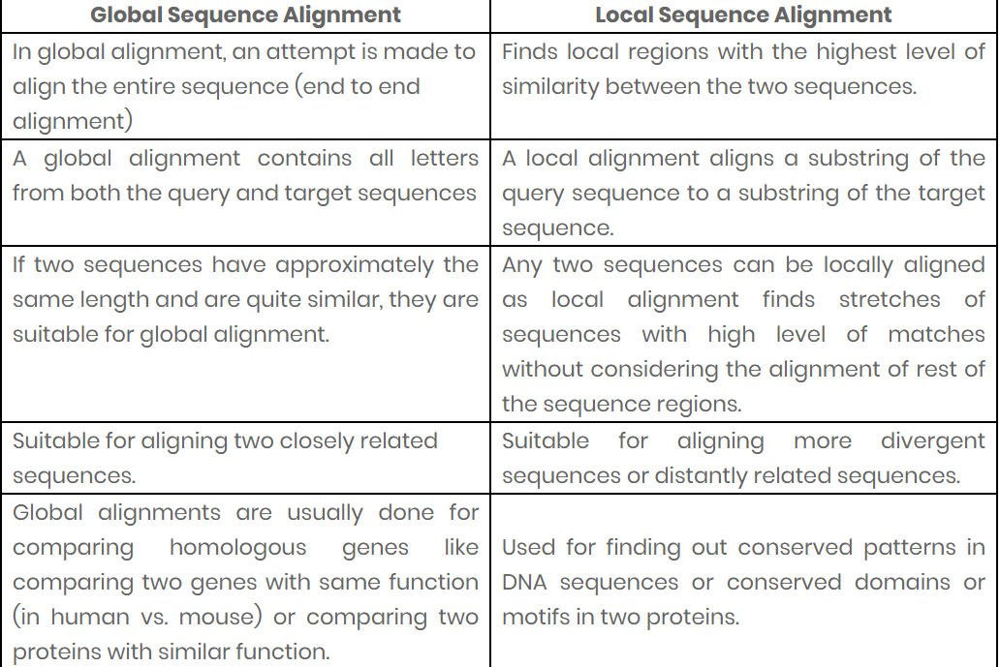 Global Sequence Alignment
Local Sequence Alignment
In global alignment, an attempt is made to
align the entire sequence (end to end
alignment)
Finds local regions with the highest level of
similarity between the two sequences.
A global alignment contains all letters
from both the query and target sequences
A local alignment aligns a substring of the
query sequence to a substring of the target
sequence.
If two sequences have approximately the
same length and are quite similar, they are
suitable for global alignment.
Any two sequences can be locally aligned
as local alignment finds stretches of
sequences with high level of matches
without considering the alignment of rest of
the sequence regions.
Suitable for aligning two closely related
sequences.
Suitable for aligning more divergent
sequences or distantly related sequences.
Global alignments are usually done for
comparing homologous genes like
comparing two genes with same function
(in human vs. mouse) or comparing two
proteins with similar function.
Used for finding out conserved patterns in
DNA sequences or conserved domains or
motifs in two proteins.